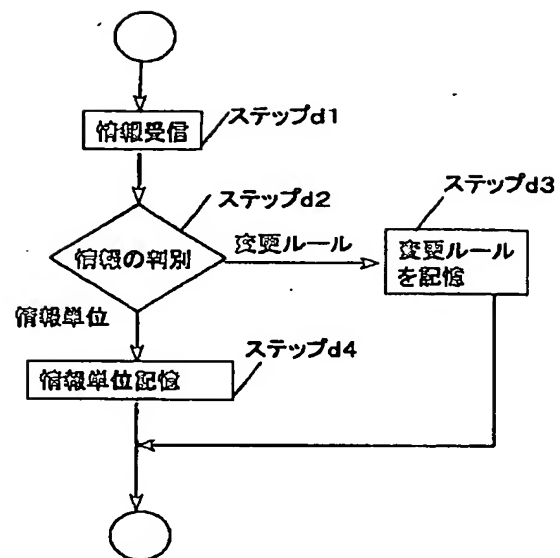 ステップd1
情報受信
ステップd2
ステップd3
情報の判別
変更ルール
変更ルール
を記憶
情報単位
ステップd4
情報単位記憶